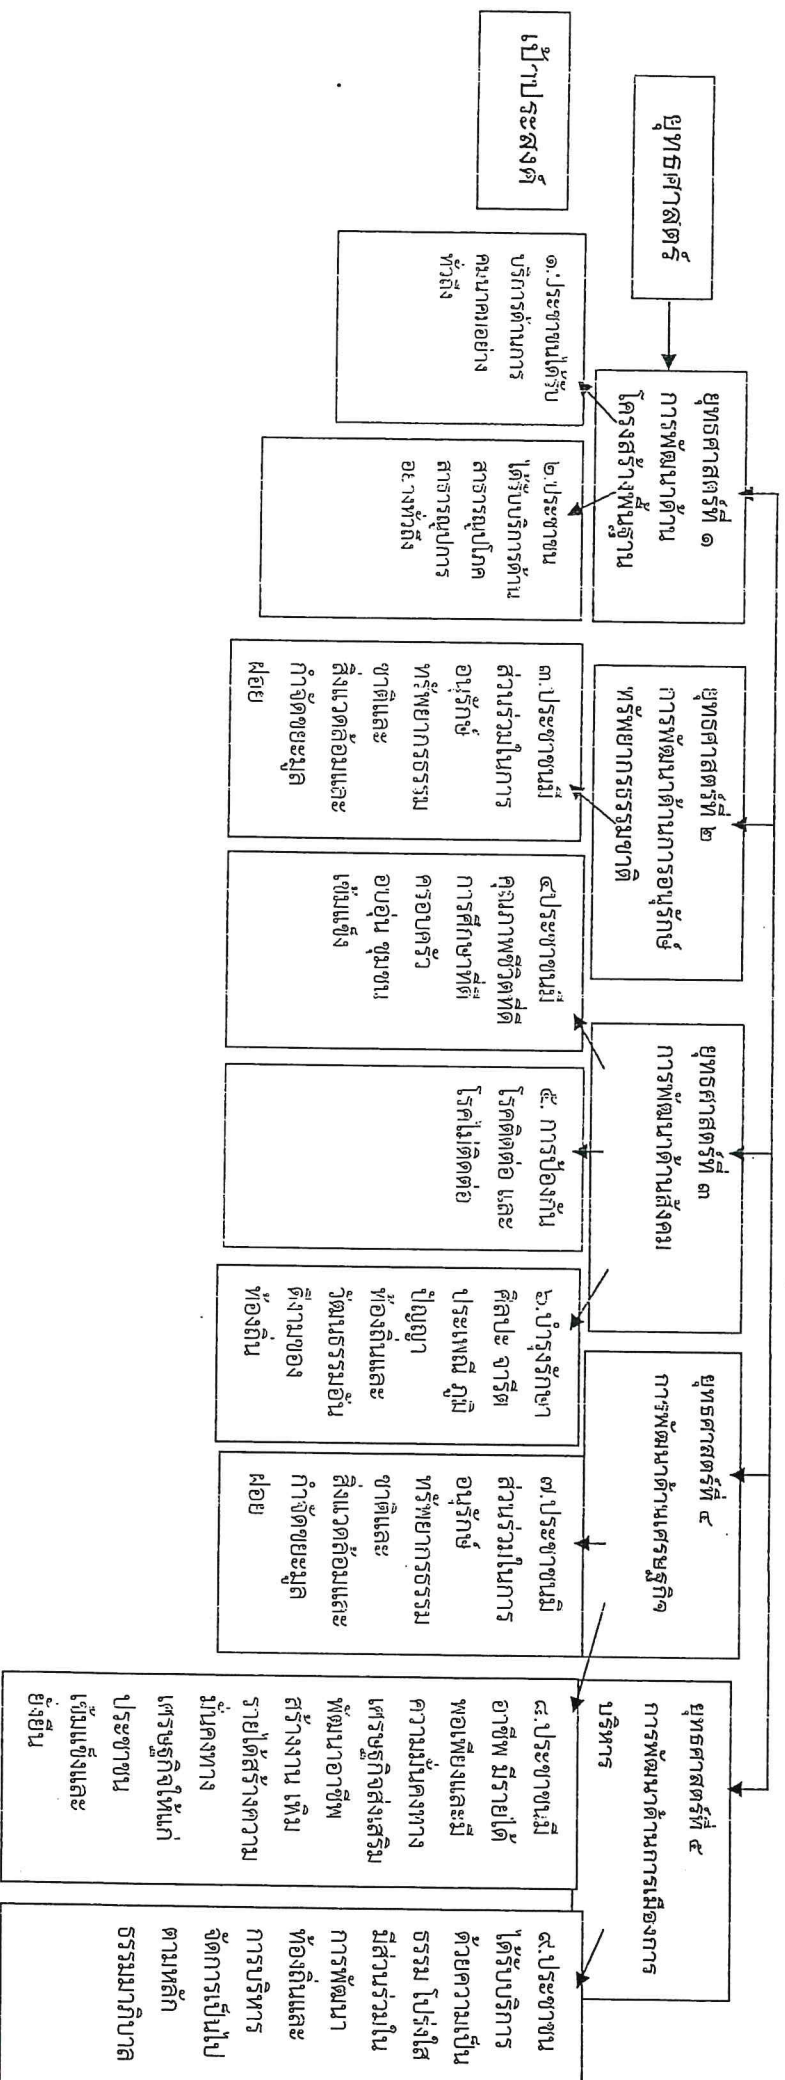 ยุทธศาสตร์
ยุทธศาสตร์ที่ ๑
การพัฒนาด้าน
โครงสร้างพื้นฐาน
ยุทธศาสตร์ที่ ๒
การพัฒนาด้านการอนุรักษ์
ทรัพยากรธรรมชาติ
ยุทธศาสตร์ที่ ๓
การพัฒนาด้านสังคม
ยุทธศาสตร์ที่ ๔
การพัฒนาด้านเศรษฐกิจ
ยุทธศาสตร์ที่ ๕
การพัฒนาด้านการเมืองการ
บริหาร
เป้าประสงค์
๑.ประชาชนได้รับ
บริการด้านการ
คมนาคมอย่าง
ทั่วถึง
๒.ประชาชน
ได้รับบริการด้าน
สาธารณูปโภค
สาธารณูปการ
อย่างทั่วถึง
๓.ประชาชนมี
ส่วนร่วมในการ
อนุรักษ์
ทรัพยากรธรรม
ชาติและ
สิ่งแวดล้อมและ
กำจัดขยะมูล
ฝอย
๔ประชาชนมี
คุณภาพชีวิตที่ดี
การศึกษาที่ดี
ครอบครัว
อบอุ่น ชุมชน
เข้มแข็ง
๕. การป้องกัน
โรคติดต่อ และ
โรคไม่ติดต่อ
๖.บำรุงรักษา
ศิลปะ จารีต
ประเพณี ภูมิ
ปัญญา
ท้องถิ่นและ
วัฒนธรรมอัน
ดีงามของ
ท้องถิ่น
๗.ประชาชนมี
ส่วนร่วมในการ
อนุรักษ์
ทรัพยากรธรรม
ชาติและ
สิ่งแวดล้อมและ
กำจัดขยะมูล
ฝอย
๘.ประชาชนมี
อาชีพ มีรายได้
พอเพียงและมี
ความมั่นคงทาง
เศรษฐกิจส่งเสริม
พัฒนาอาชีพ
สร้างงาน เพิ่ม
รายได้สร้างความ
มั่นคงทาง
เศรษฐกิจให้แก่
ประชาชน
เข้มแข็งและ
ยั่งยืน
๙.ประชาชน
ได้รับบริการ
ด้วยความเป็น
ธรรม โปร่งใส
มีส่วนร่วมใน
การพัฒนา
ท้องถิ่นและ
การบริหาร
จัดการเป็นไป
ตามหลัก
ธรรมมาภิบาล